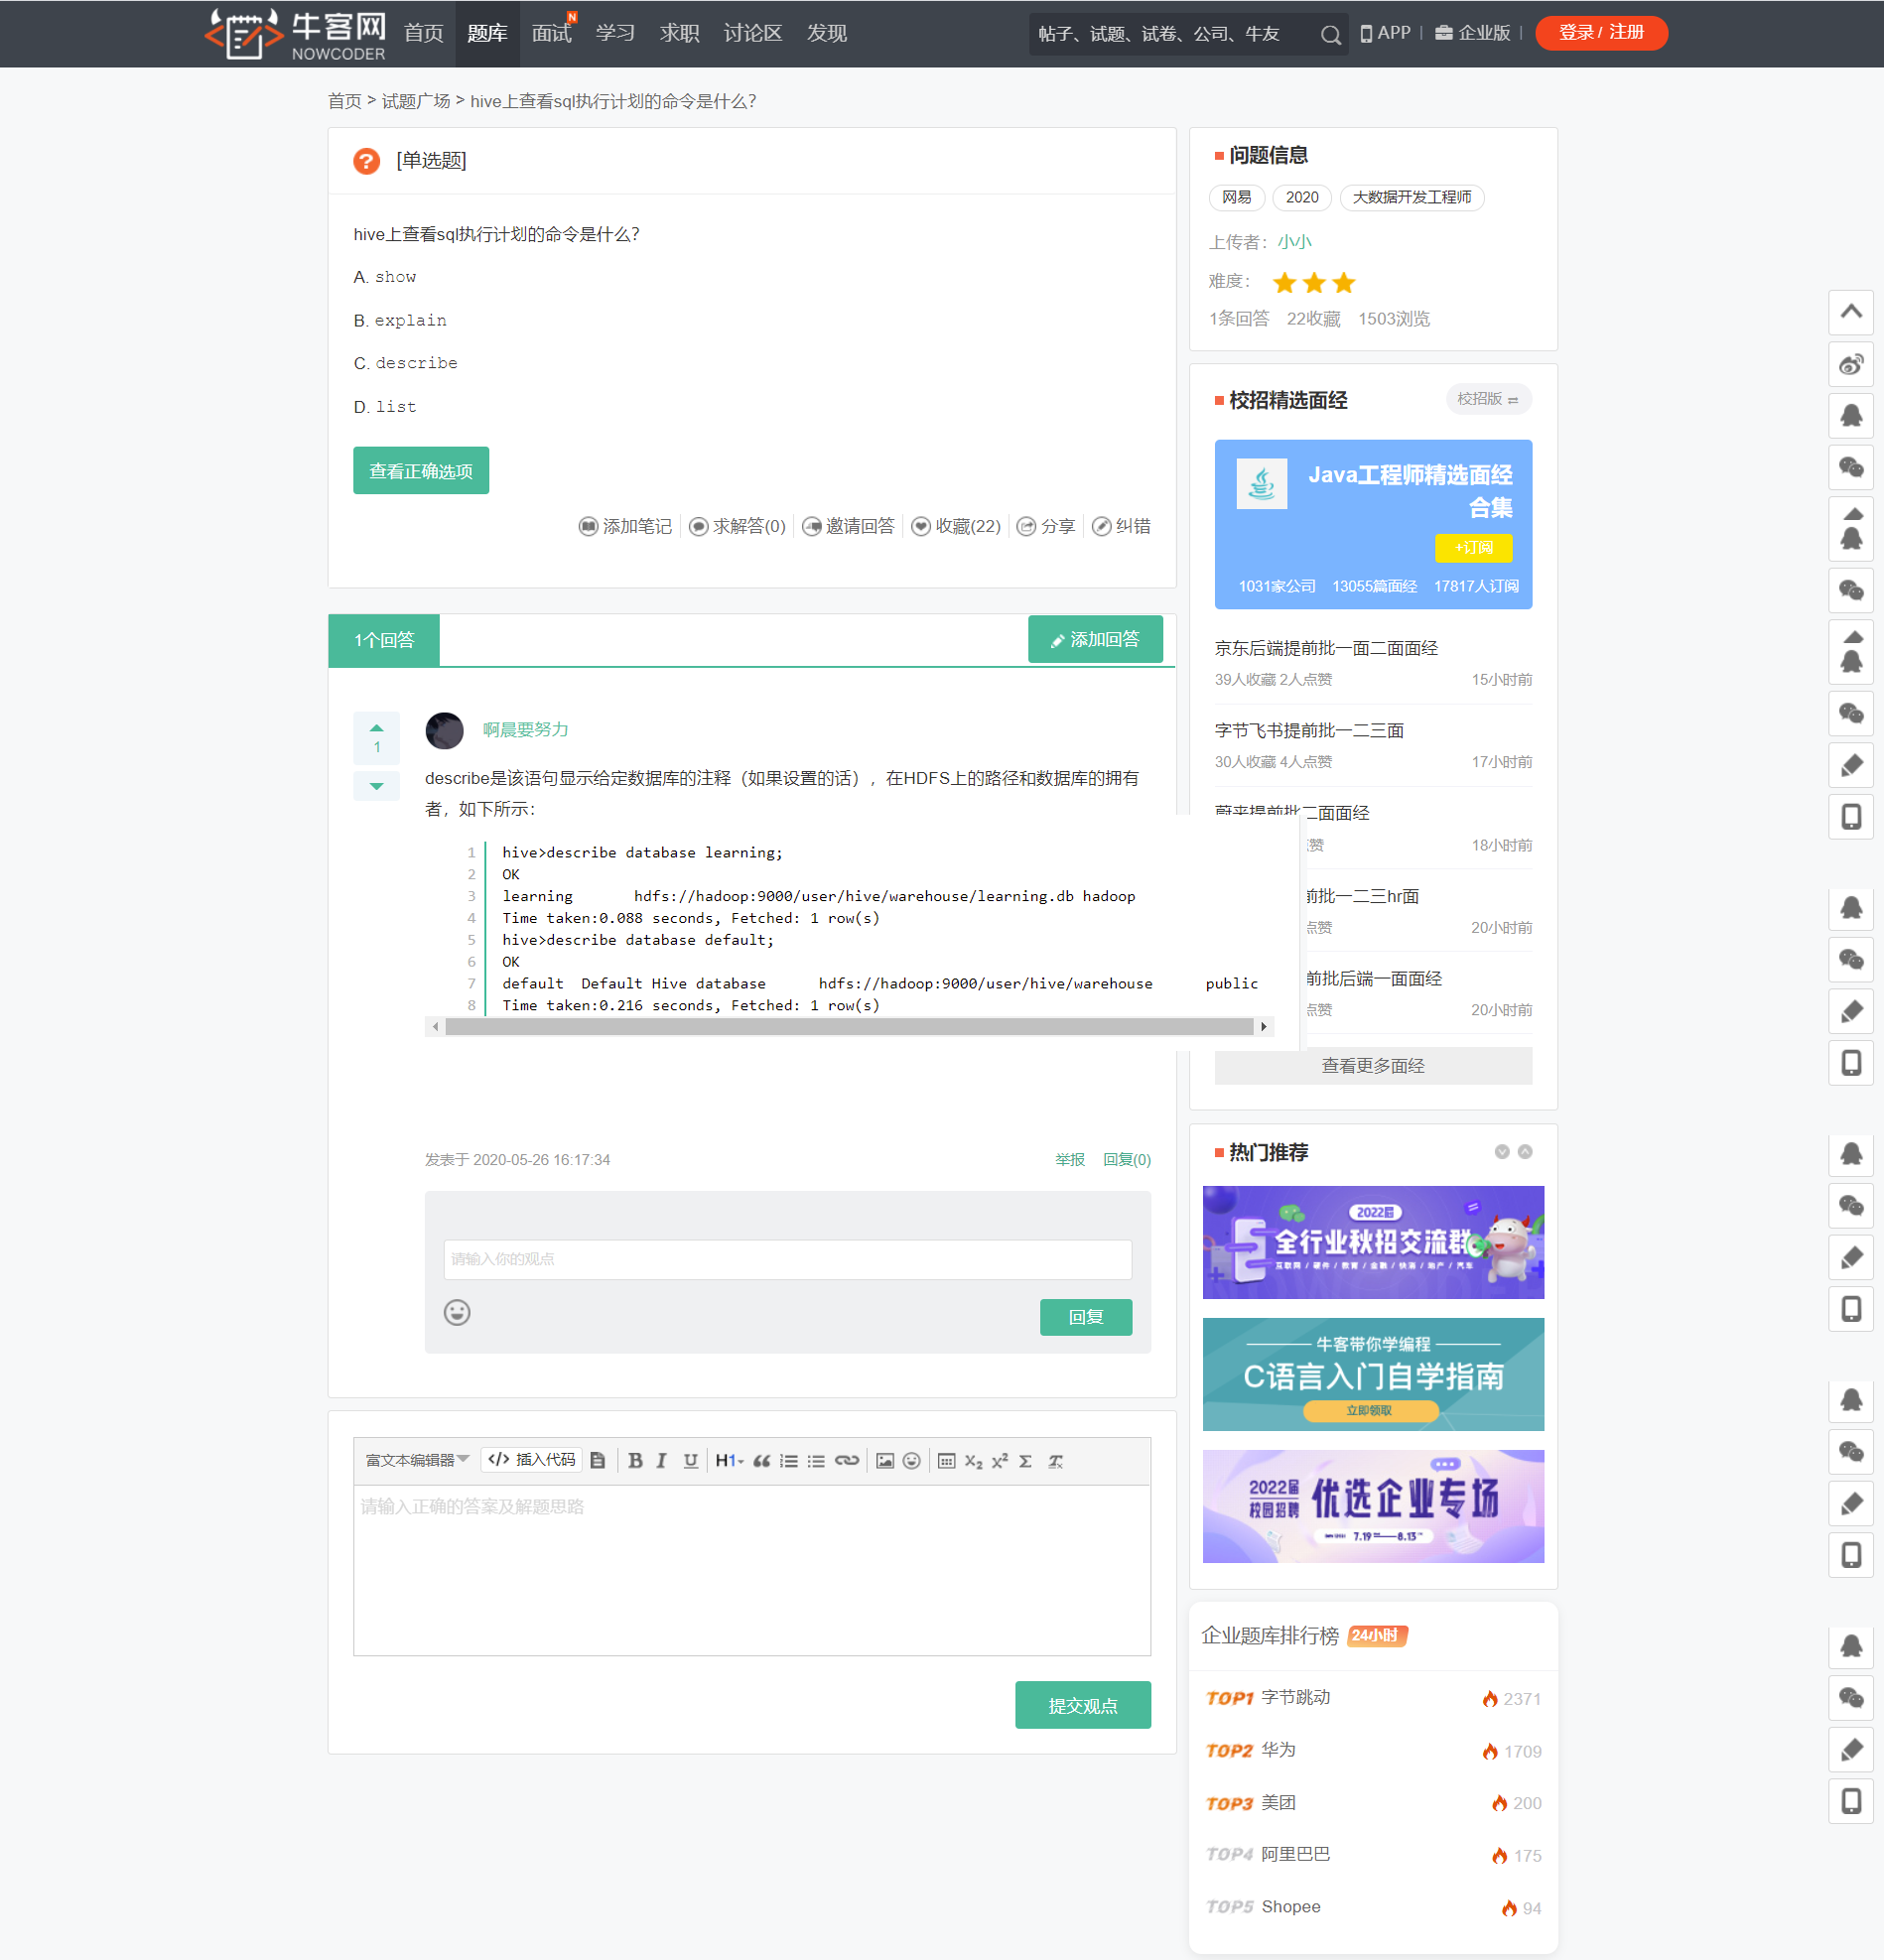 牛客网
NOWCODER
首页 题库 面试 学习 求职 讨论区 发现
N
帖子、试题、试卷、公司、牛友
APP | 企业版 |
登录 / 注册
首页 > 试题广场 > hive上查看sql执行计划的命令是什么？
[单选题]
hive上查看sql执行计划的命令是什么？
A. show
B. explain
C. describe
D. list
查看正确选项
添加笔记 求解答(0) 邀请回答 收藏(22) 分享 纠错
1个回答
添加回答
1
啊晨要努力
describe是该语句显示给定数据库的注释（如果设置的话），在HDFS上的路径和数据库的拥有
者，如下所示：
1 hive>describe database learning;
2 OK
3 learning hdfs://hadoop:9000/user/hive/warehouse/learning.db hadoop
4 Time taken:0.088 seconds, Fetched: 1 row(s)
5 hive>describe database default;
6 OK
7 default Default Hive database hdfs://hadoop:9000/user/hive/warehouse public
8 Time taken:0.216 seconds, Fetched: 1 row(s)
发表于 2020-05-26 16:17:34
举报 回复(0)
请输入你的观点
回复
富文本编辑器 </> 插入代码 B I U H1 X₂ X² Σ
请输入正确的答案及解题思路
提交观点
问题信息
网易 2020 大数据开发工程师
上传者：小小
难度：
1条回答 22收藏 1503浏览
校招精选面经
校招版
Java工程师精选面经
合集
+订阅
1031家公司 13055篇面经 17817人订阅
京东后端提前批一面二面面经
39人收藏 2人点赞 15小时前
字节飞书提前批一二三面
30人收藏 4人点赞 17小时前
蔚来提前批二面面经
赞 18小时前
前批一二三hr面
点赞 20小时前
前批后端一面面经
点赞 20小时前
查看更多面经
热门推荐
2022届
全行业秋招交流群
互联网 / 硬件 / 教育 / 金融 / 快消 / 地产 / 汽车
牛客带你学编程
C语言入门自学指南
立即领取
2022届
校园招聘
优选企业专场
7.19 8.13
企业题库排行榜 24小时
TOP1 字节跳动 2371
TOP2 华为 1709
TOP3 美团 200
TOP4 阿里巴巴 175
TOP5 Shopee 94